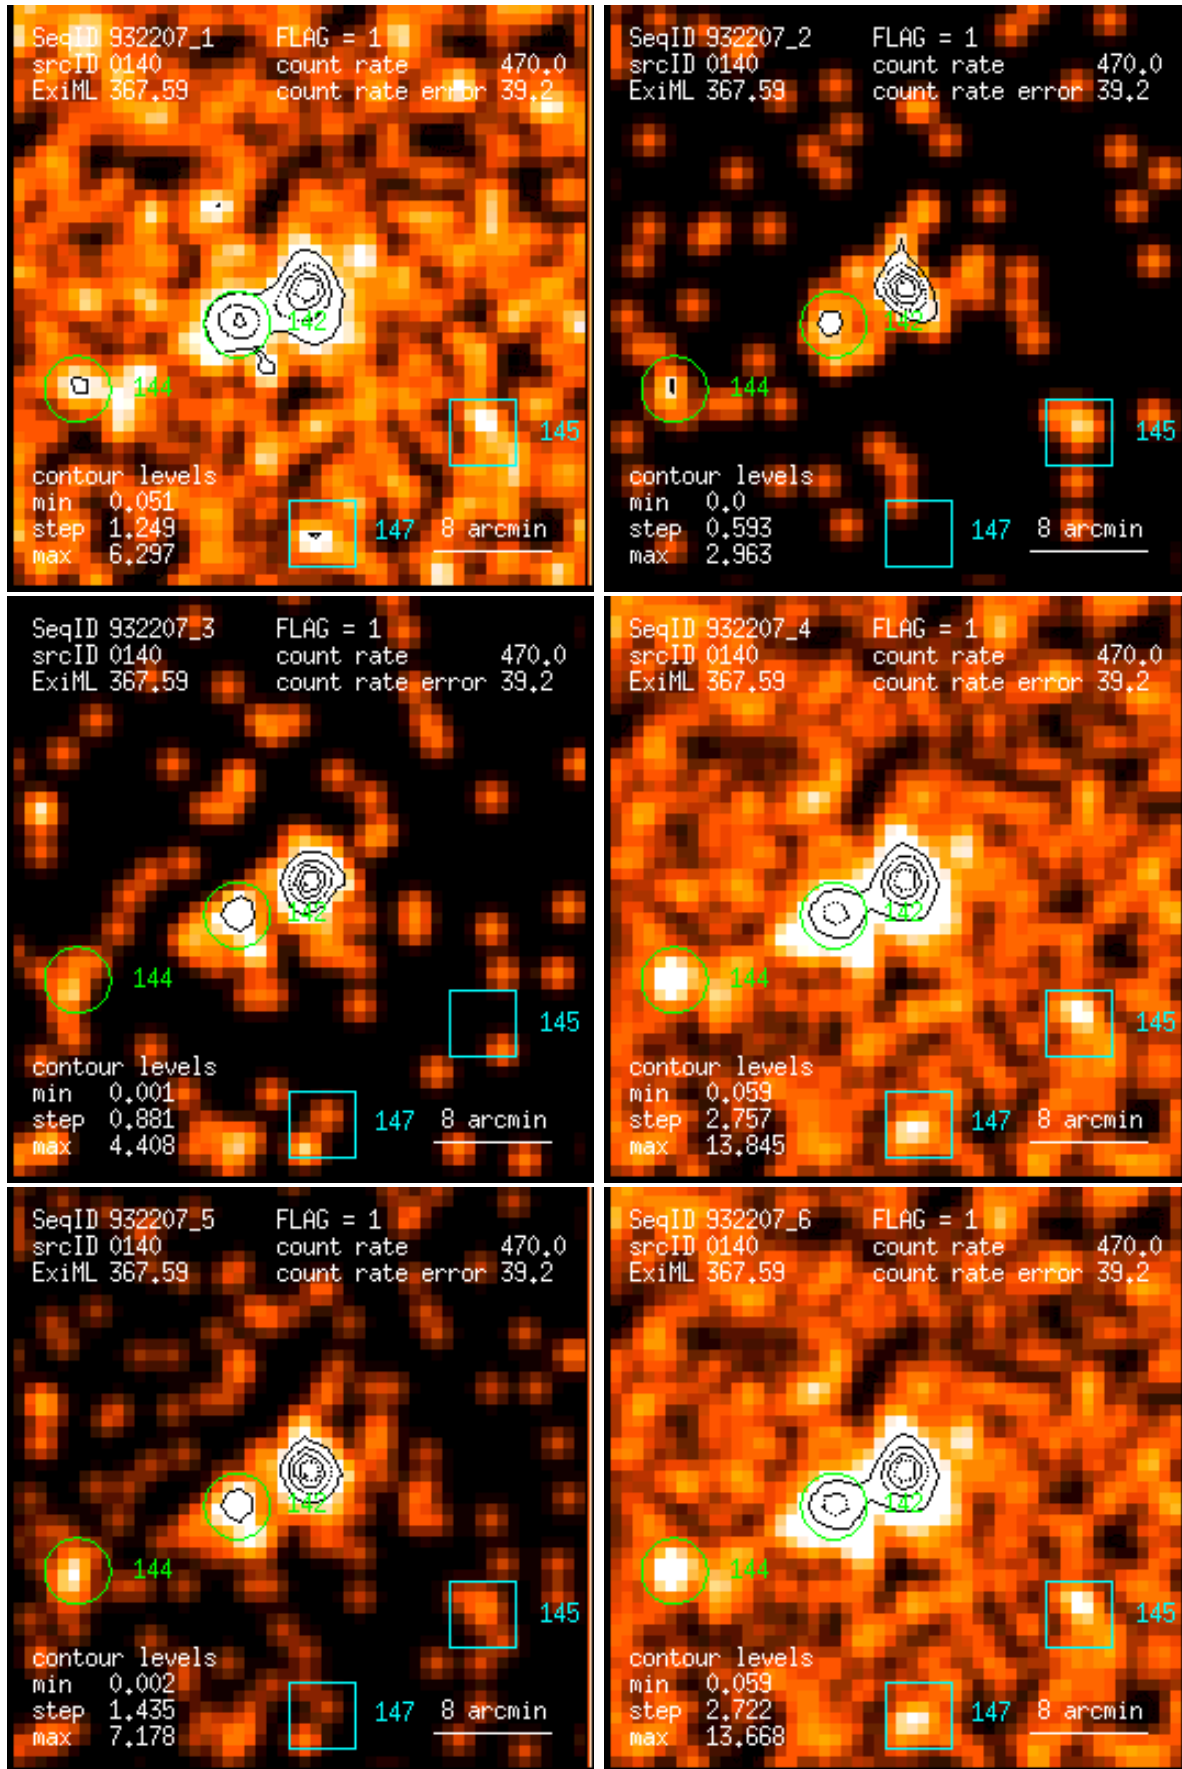 SeqID 932207_1 FLAG = 1
srcID 0140 count rate 470.0
ExiML 367.59 count rate error 39.2
142
144
145
contour levels
min 0.051
step 1.249 147 8 arcmin
max 6.297
SeqID 932207_2 FLAG = 1
srcID 0140 count rate 470.0
ExiML 367.59 count rate error 39.2
142
144
145
contour levels
min 0.0
step 0.593 147 8 arcmin
max 2.963
SeqID 932207_3 FLAG = 1
srcID 0140 count rate 470.0
ExiML 367.59 count rate error 39.2
142
144
145
contour levels
min 0.001
step 0.881 147 8 arcmin
max 4.408
SeqID 932207_4 FLAG = 1
srcID 0140 count rate 470.0
ExiML 367.59 count rate error 39.2
142
144
145
contour levels
min 0.059
step 2.757 147 8 arcmin
max 13.845
SeqID 932207_5 FLAG = 1
srcID 0140 count rate 470.0
ExiML 367.59 count rate error 39.2
142
144
145
contour levels
min 0.002
step 1.435 147 8 arcmin
max 7.178
SeqID 932207_6 FLAG = 1
srcID 0140 count rate 470.0
ExiML 367.59 count rate error 39.2
142
144
145
contour levels
min 0.059
step 2.722 147 8 arcmin
max 13.668